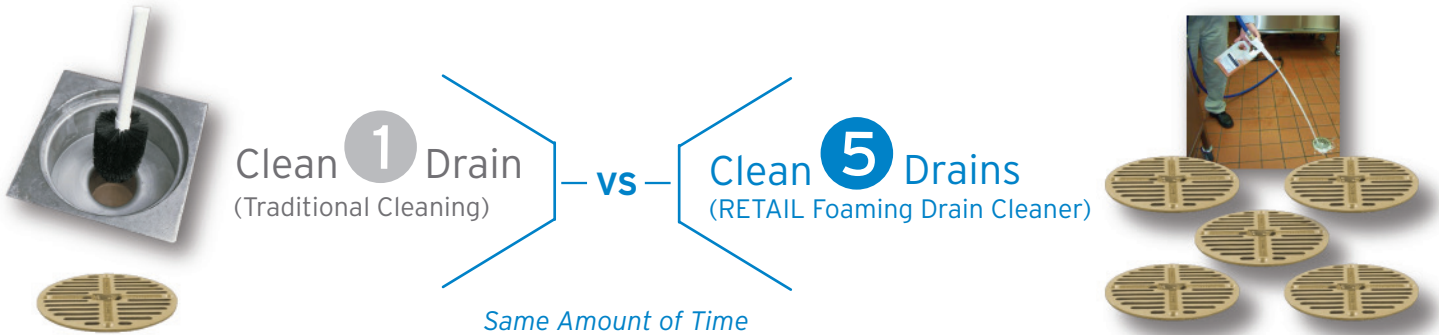 Clean 1 Drain
(Traditional Cleaning)
VS
Clean 5 Drains
(RETAIL Foaming Drain Cleaner)
Same Amount of Time